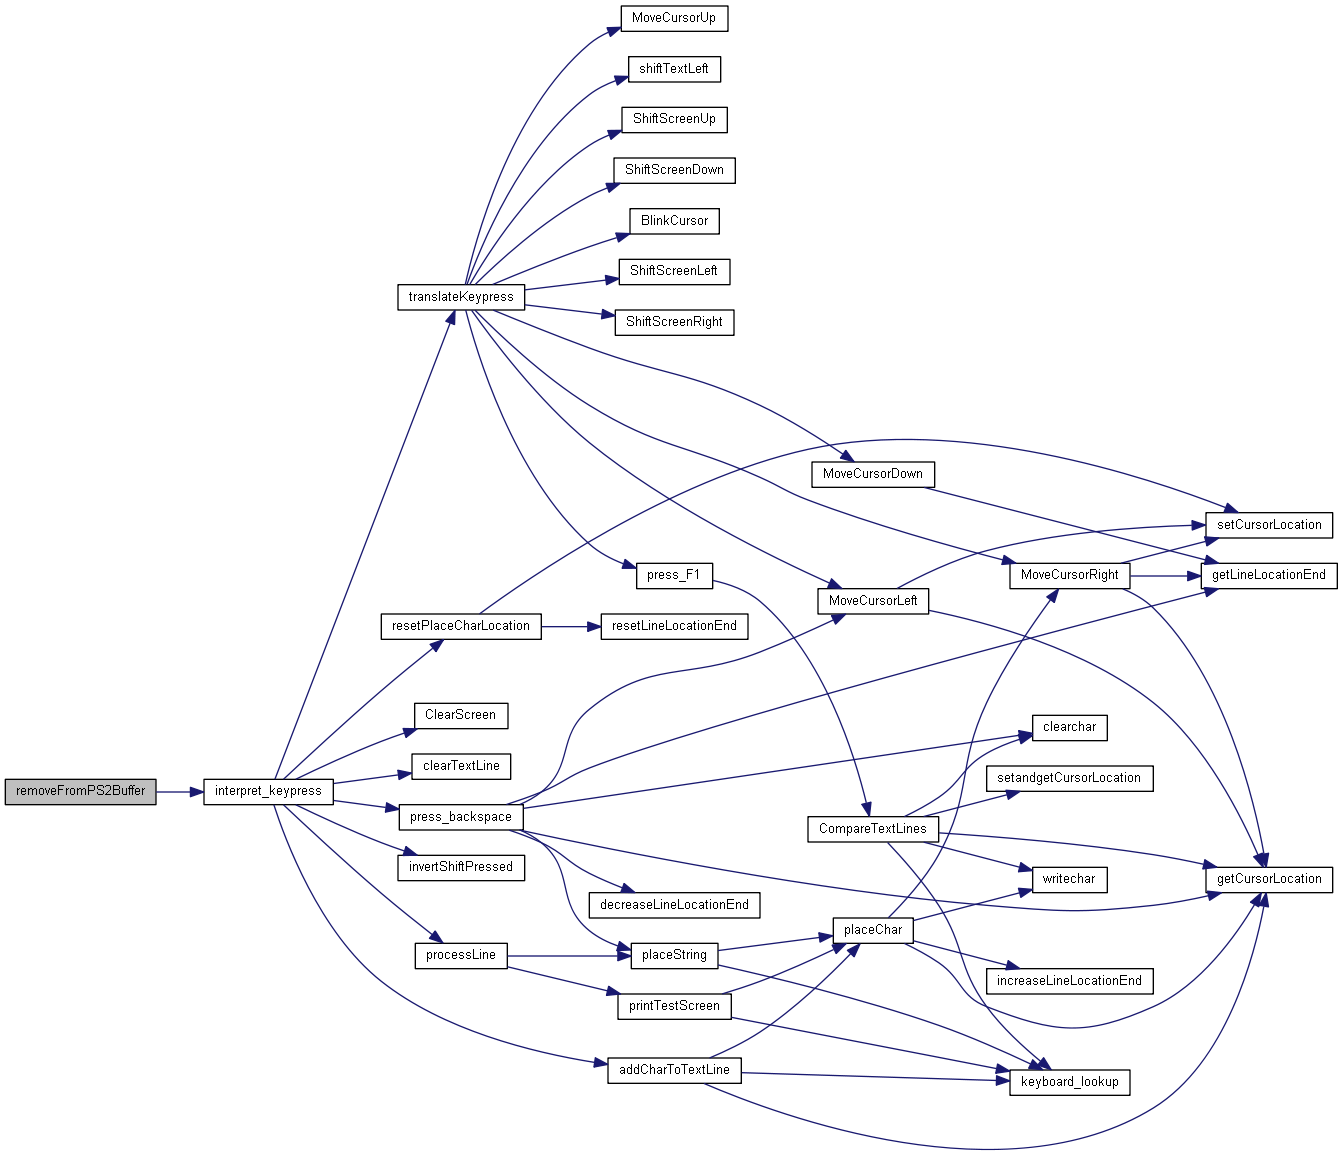 MoveCursorUp
shiftTextLeft
ShiftScreenUp
ShiftScreenDown
BlinkCursor
ShiftScreenLeft
translateKeypress
ShiftScreenRight
MoveCursorDown
setCursorLocation
press_F1
MoveCursorRight
getLineLocationEnd
MoveCursorLeft
resetPlaceCharLocation
resetLineLocationEnd
ClearScreen
clearchar
clearTextLine
setandgetCursorLocation
removeFromPS2Buffer
interpret_keypress
press_backspace
CompareTextLines
invertShiftPressed
writechar
getCursorLocation
decreaseLineLocationEnd
placeChar
processLine
placeString
increaseLineLocationEnd
printTestScreen
addCharToTextLine
keyboard_lookup